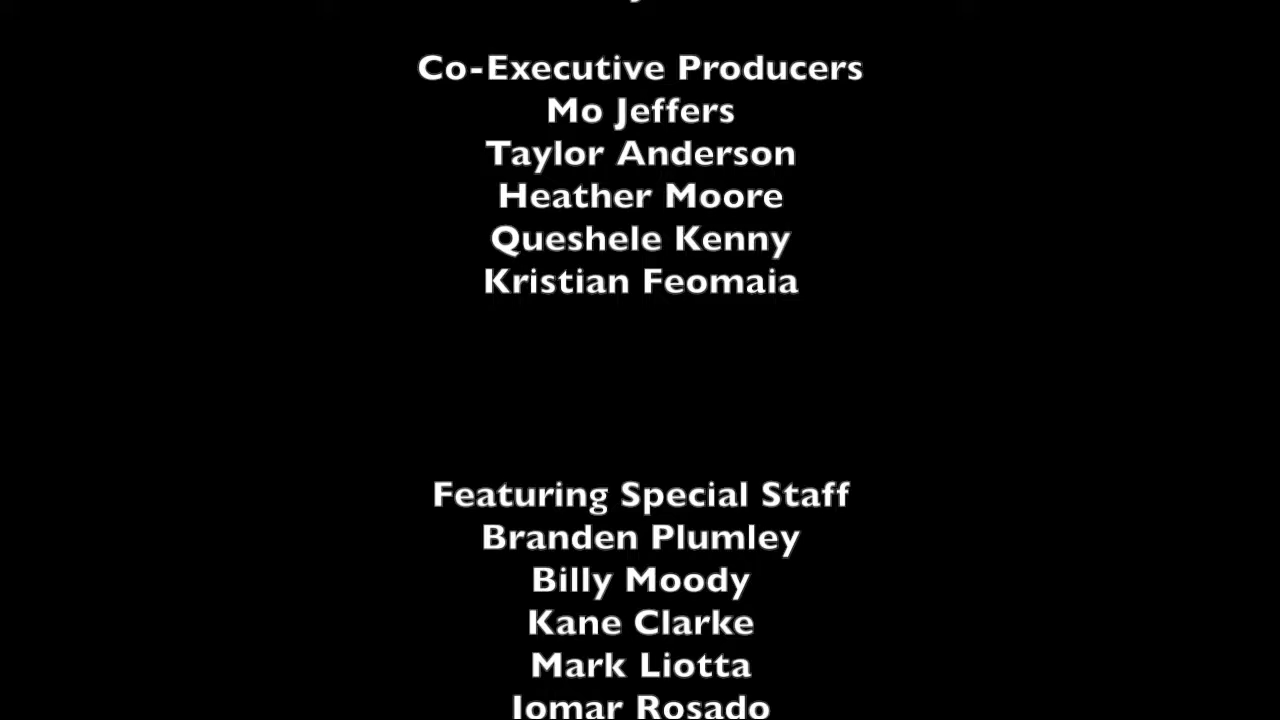 Co-Executive Producers
Mo Jeffers
Taylor Anderson
Heather Moore
Queshele Kenny
Kristian Feomaia
Featuring Special Staff
Branden Plumley
Billy Moody
Kane Clarke
Mark Liotta
Rosado